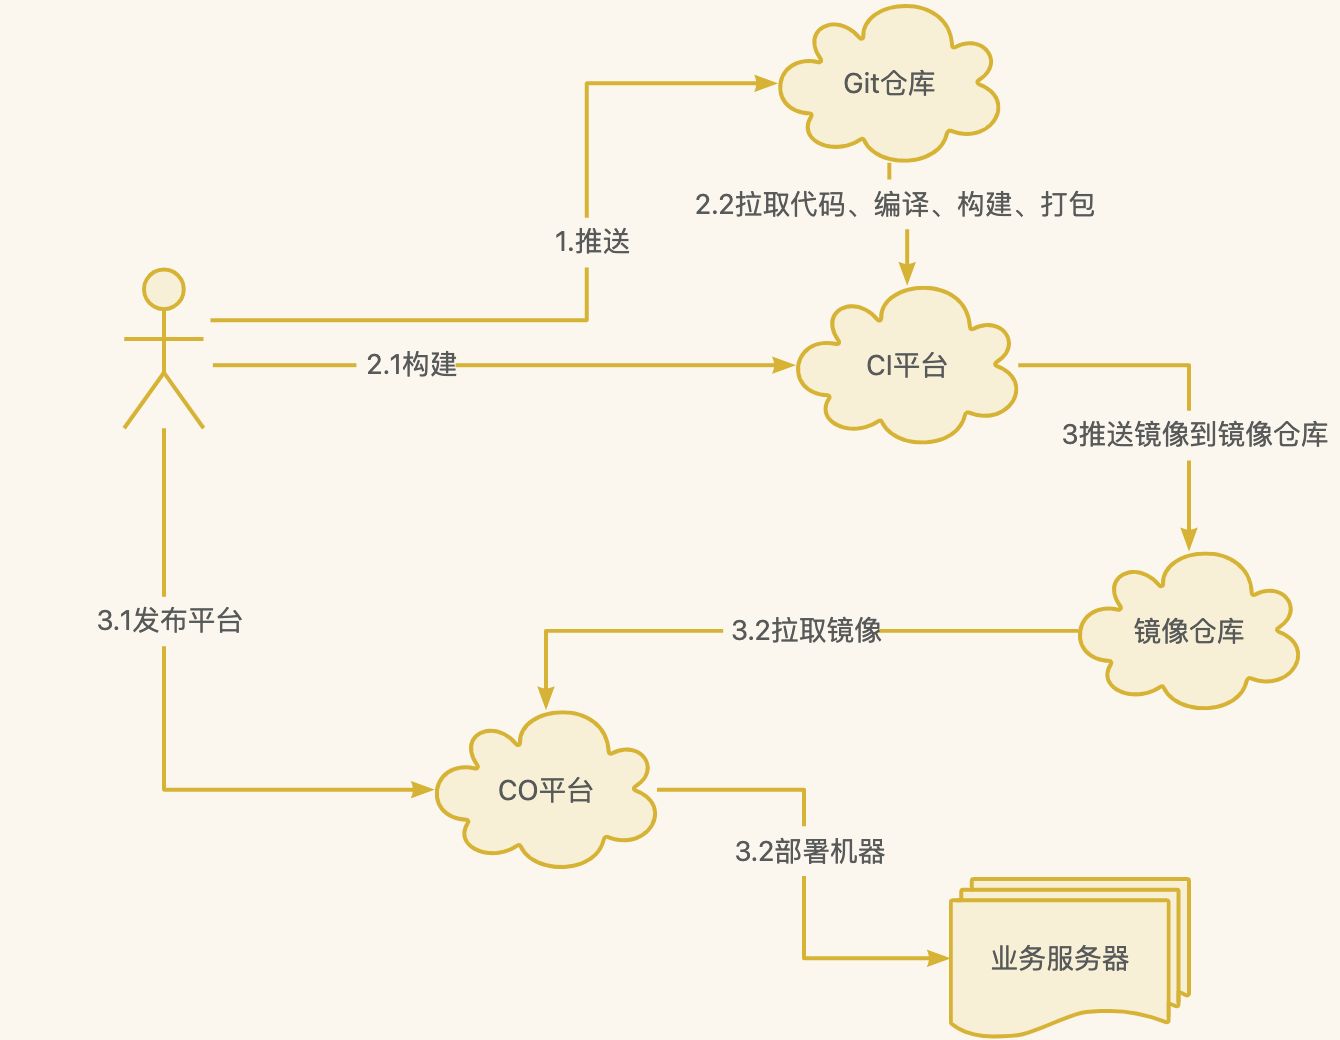 Git仓库
2.2拉取代码、编译、构建、打包
1.推送
2.1构建
CI平台
3推送镜像到镜像仓库
3.1发布平台
3.2拉取镜像
镜像仓库
CO平台
3.2部署机器
业务服务器